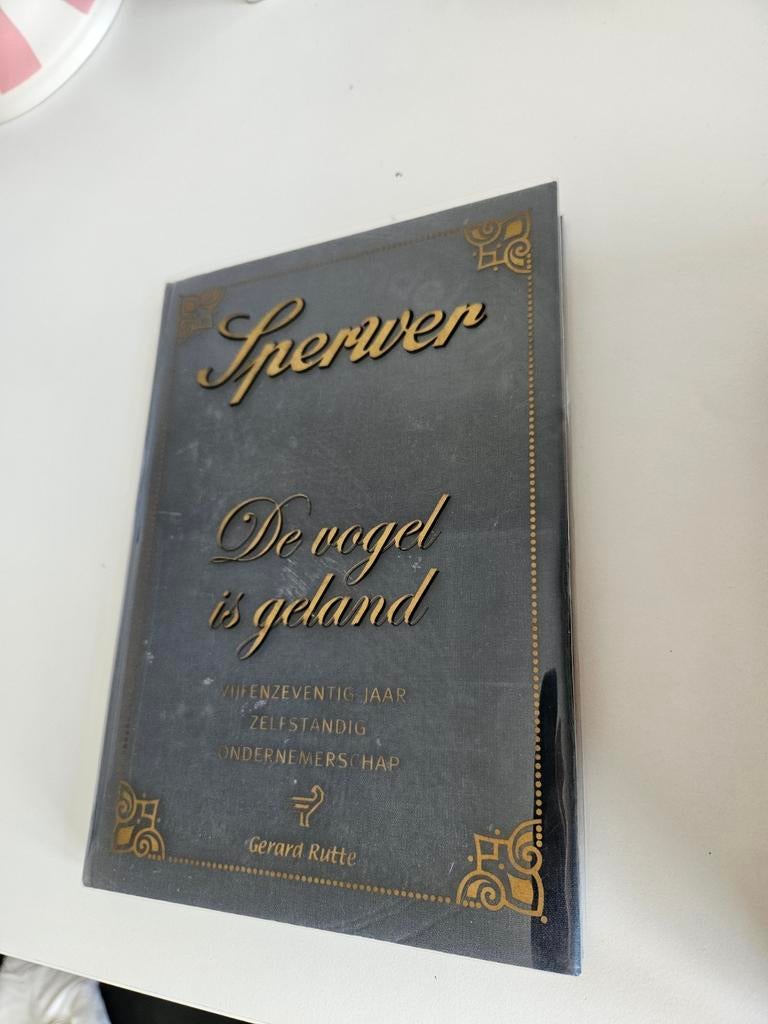 Sperwer
De vogel
is geland
VIJFENZEVENTIG JAAR
ZELFSTANDIG
ONDERNEMERSCHAP
Gerard Rutte